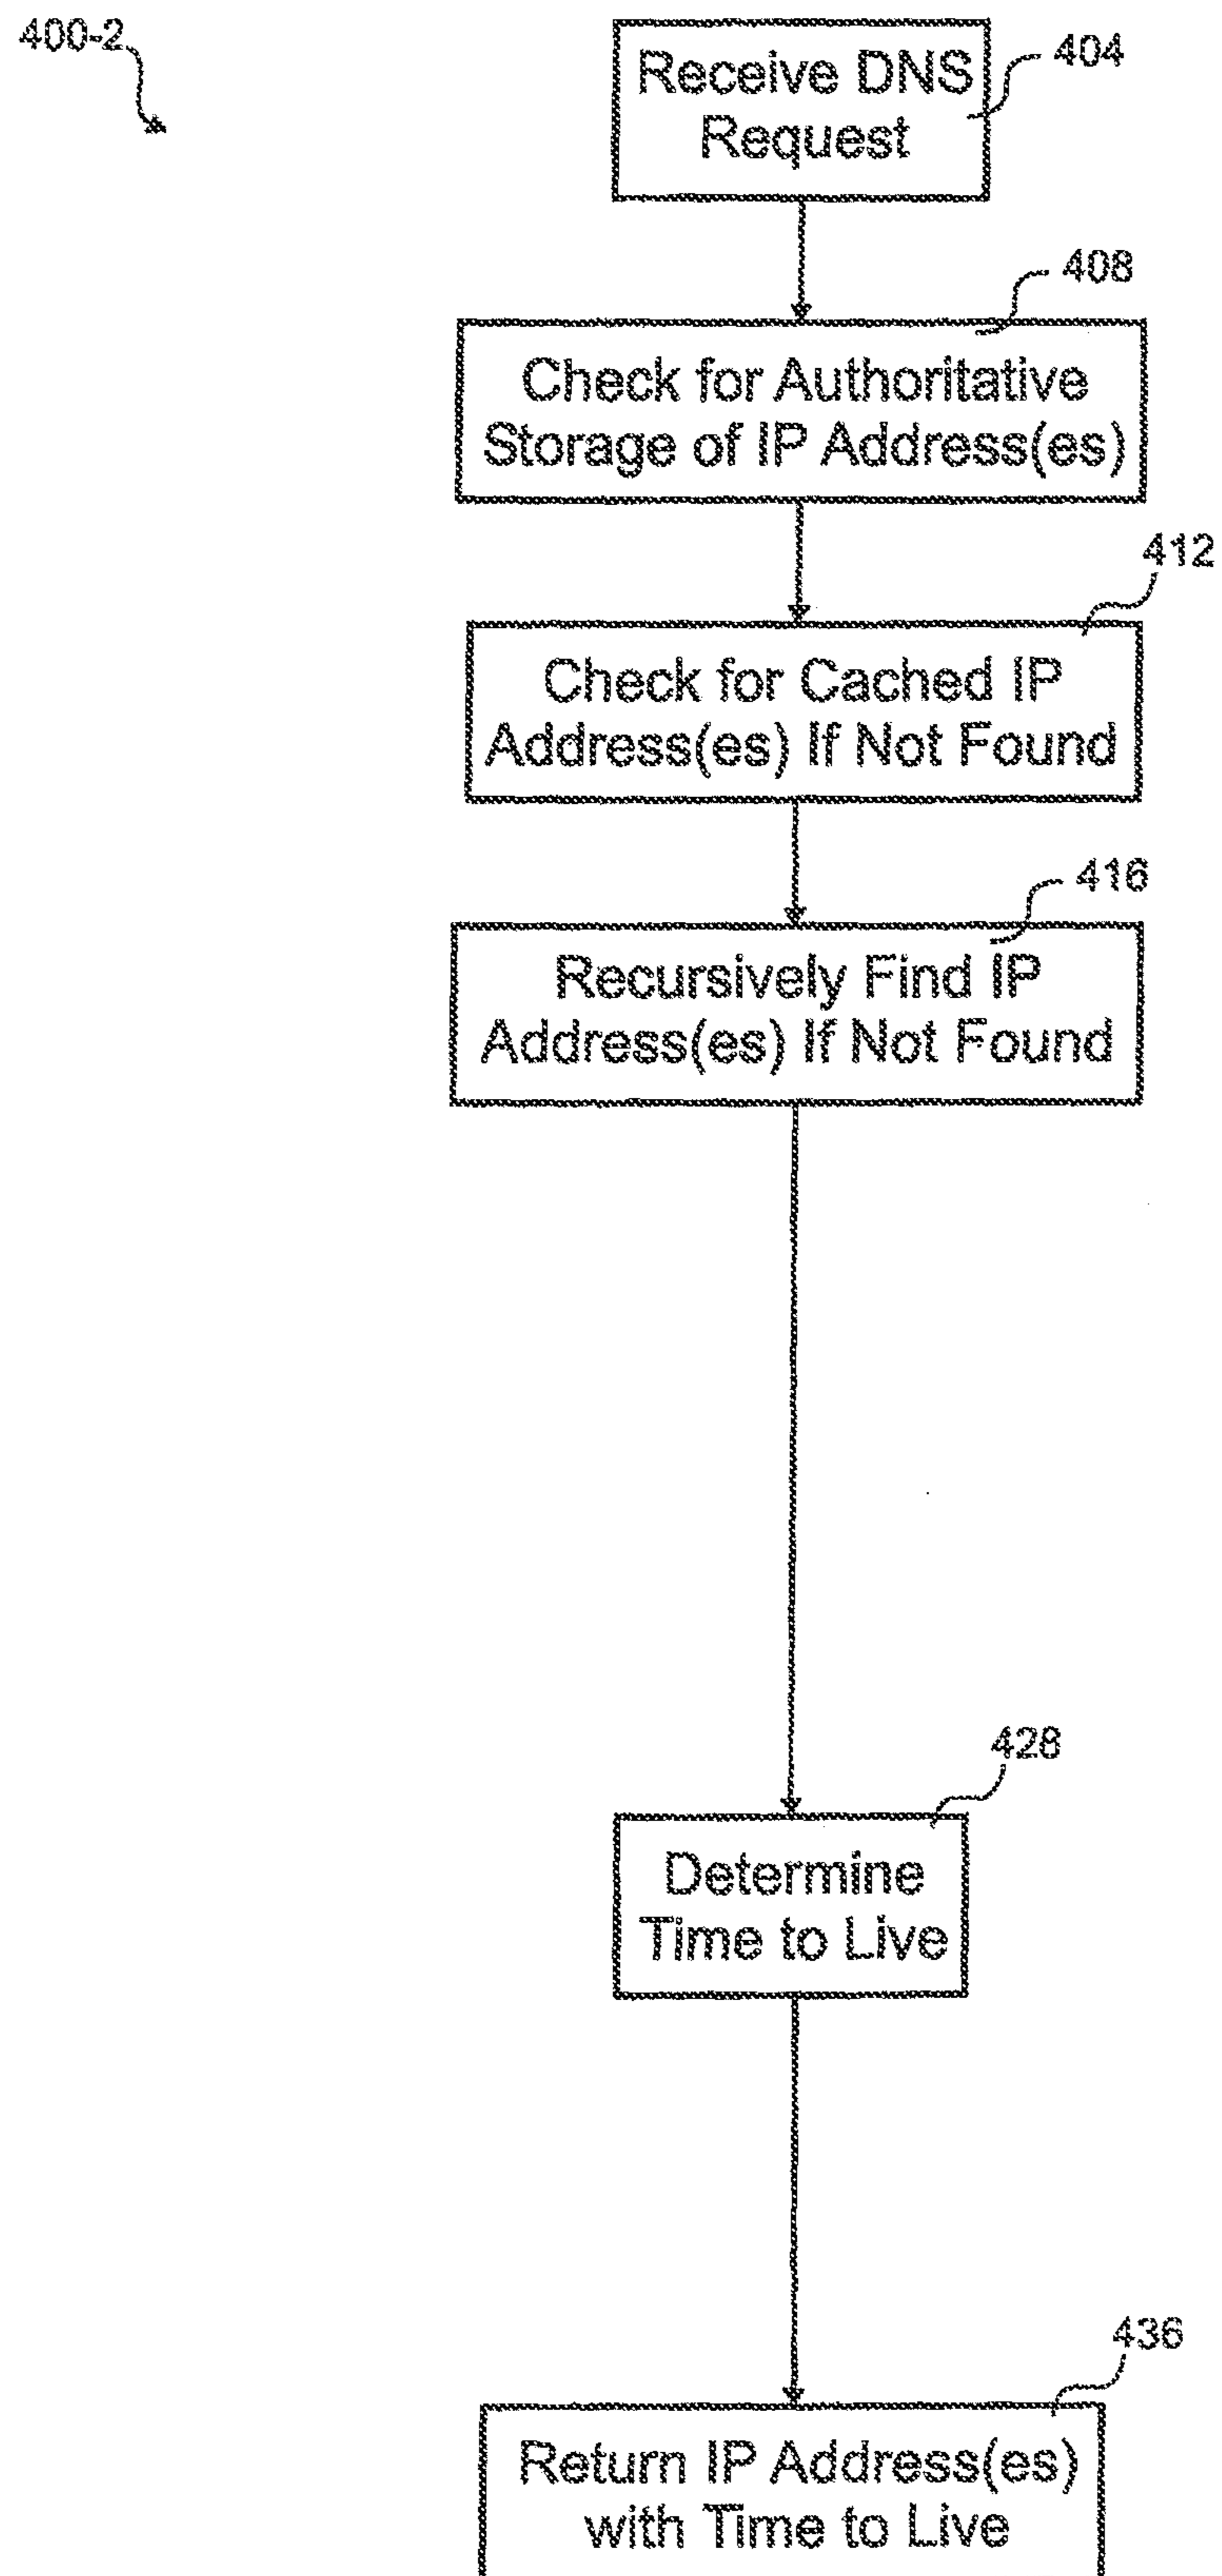 400-2
Receive DNS
Request
404
408
Check for Authoritative
Storage of IP Address(es)
412
Check for Cached IP
Address(es) If Not Found
416
Recursively Find IP
Address(es) If Not Found
428
Determine
Time to Live
436
Return IP Address(es)
with Time to Live